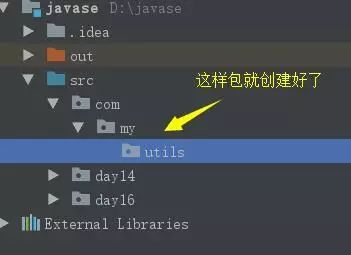 javase D:\javase
.idea
out
src
这样包就创建好了
com
my
utils
day14
day16
External Libraries